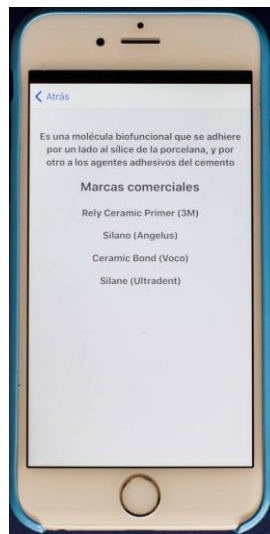 Atrás
Es una molécula biofuncional que se adhiere
por un lado al sílice de la porcelana, y por
otro a los agentes adhesivos del cemento
Marcas comerciales
Rely Ceramic Primer (3M)
Silano (Angelus)
Ceramic Bond (Voco)
Silane (Ultradent)